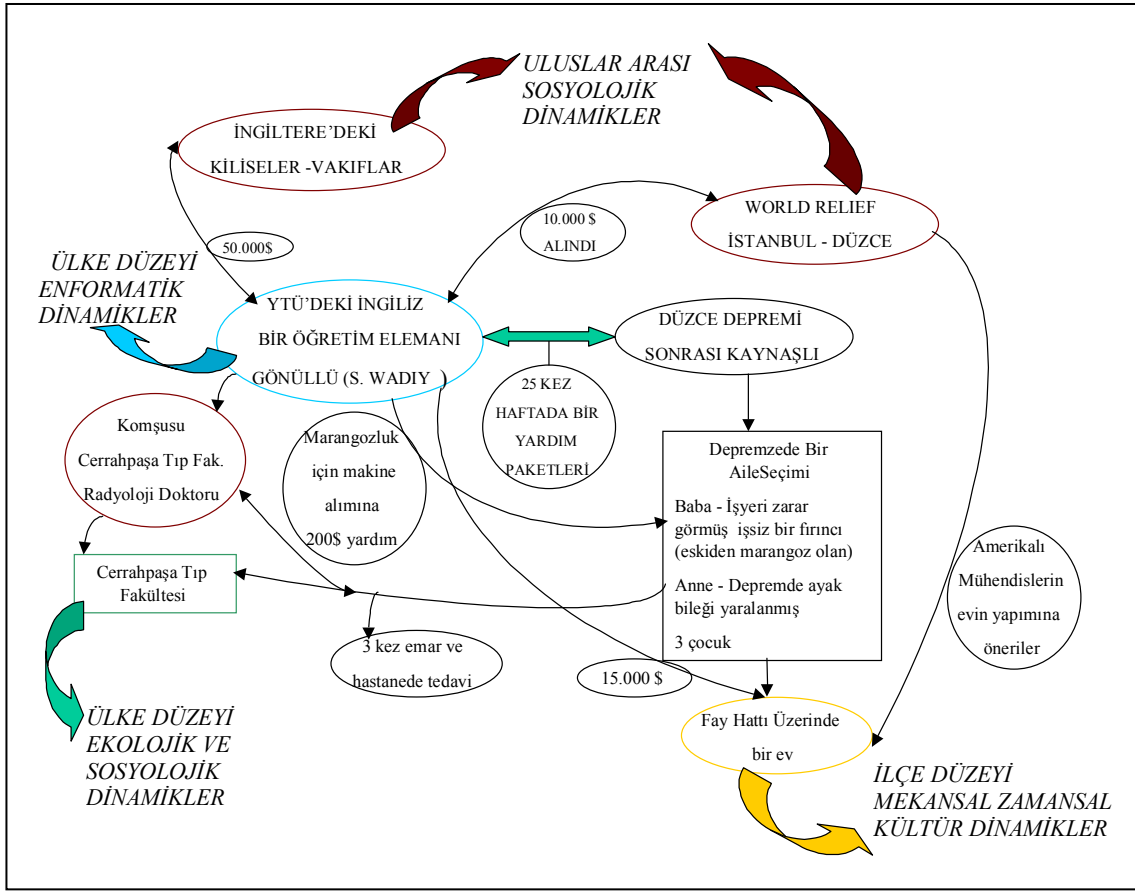 ULUSLAR ARASI
SOSYOLOJİK
DİNAMİKLER
İNGİLTERE'DEKİ
KİLİSELER -VAKIFLAR
WORLD RELIEF
İSTANBUL - DÜZCE
10.000 $
ALINDI
50.000$
ÜLKE DÜZEYİ
ENFORMATİK
DİNAMİKLER
YTÜ'DEKİ İNGİLİZ
BİR ÖĞRETİM ELEMANI
GÖNÜLLÜ (S. WADIY )
DÜZCE DEPREMİ
SONRASI KAYNAŞLI
25 KEZ
HAFTADA BİR
YARDIM
PAKETLERİ
Komşusu
Cerrahpaşa Tıp Fak.
Radyoloji Doktoru
Marangozluk
için makine
alımına
200$ yardım
Depremzede Bir
AileSeçimi
Baba - İşyeri zarar
görmüş işsiz bir fırıncı
(eskiden marangoz olan)
Anne - Depremde ayak
bileği yaralanmış
3 çocuk
Amerikalı
Mühendislerin
evin yapımına
öneriler
Cerrahpaşa Tıp
Fakültesi
3 kez emar ve
hastanede tedavi
15.000 $
Fay Hattı Üzerinde
bir ev
ÜLKE DÜZEYİ
EKOLOJİK VE
SOSYOLOJİK
DİNAMİKLER
İLÇE DÜZEYİ
MEKANSAL ZAMANSAL
KÜLTÜR DİNAMİKLER